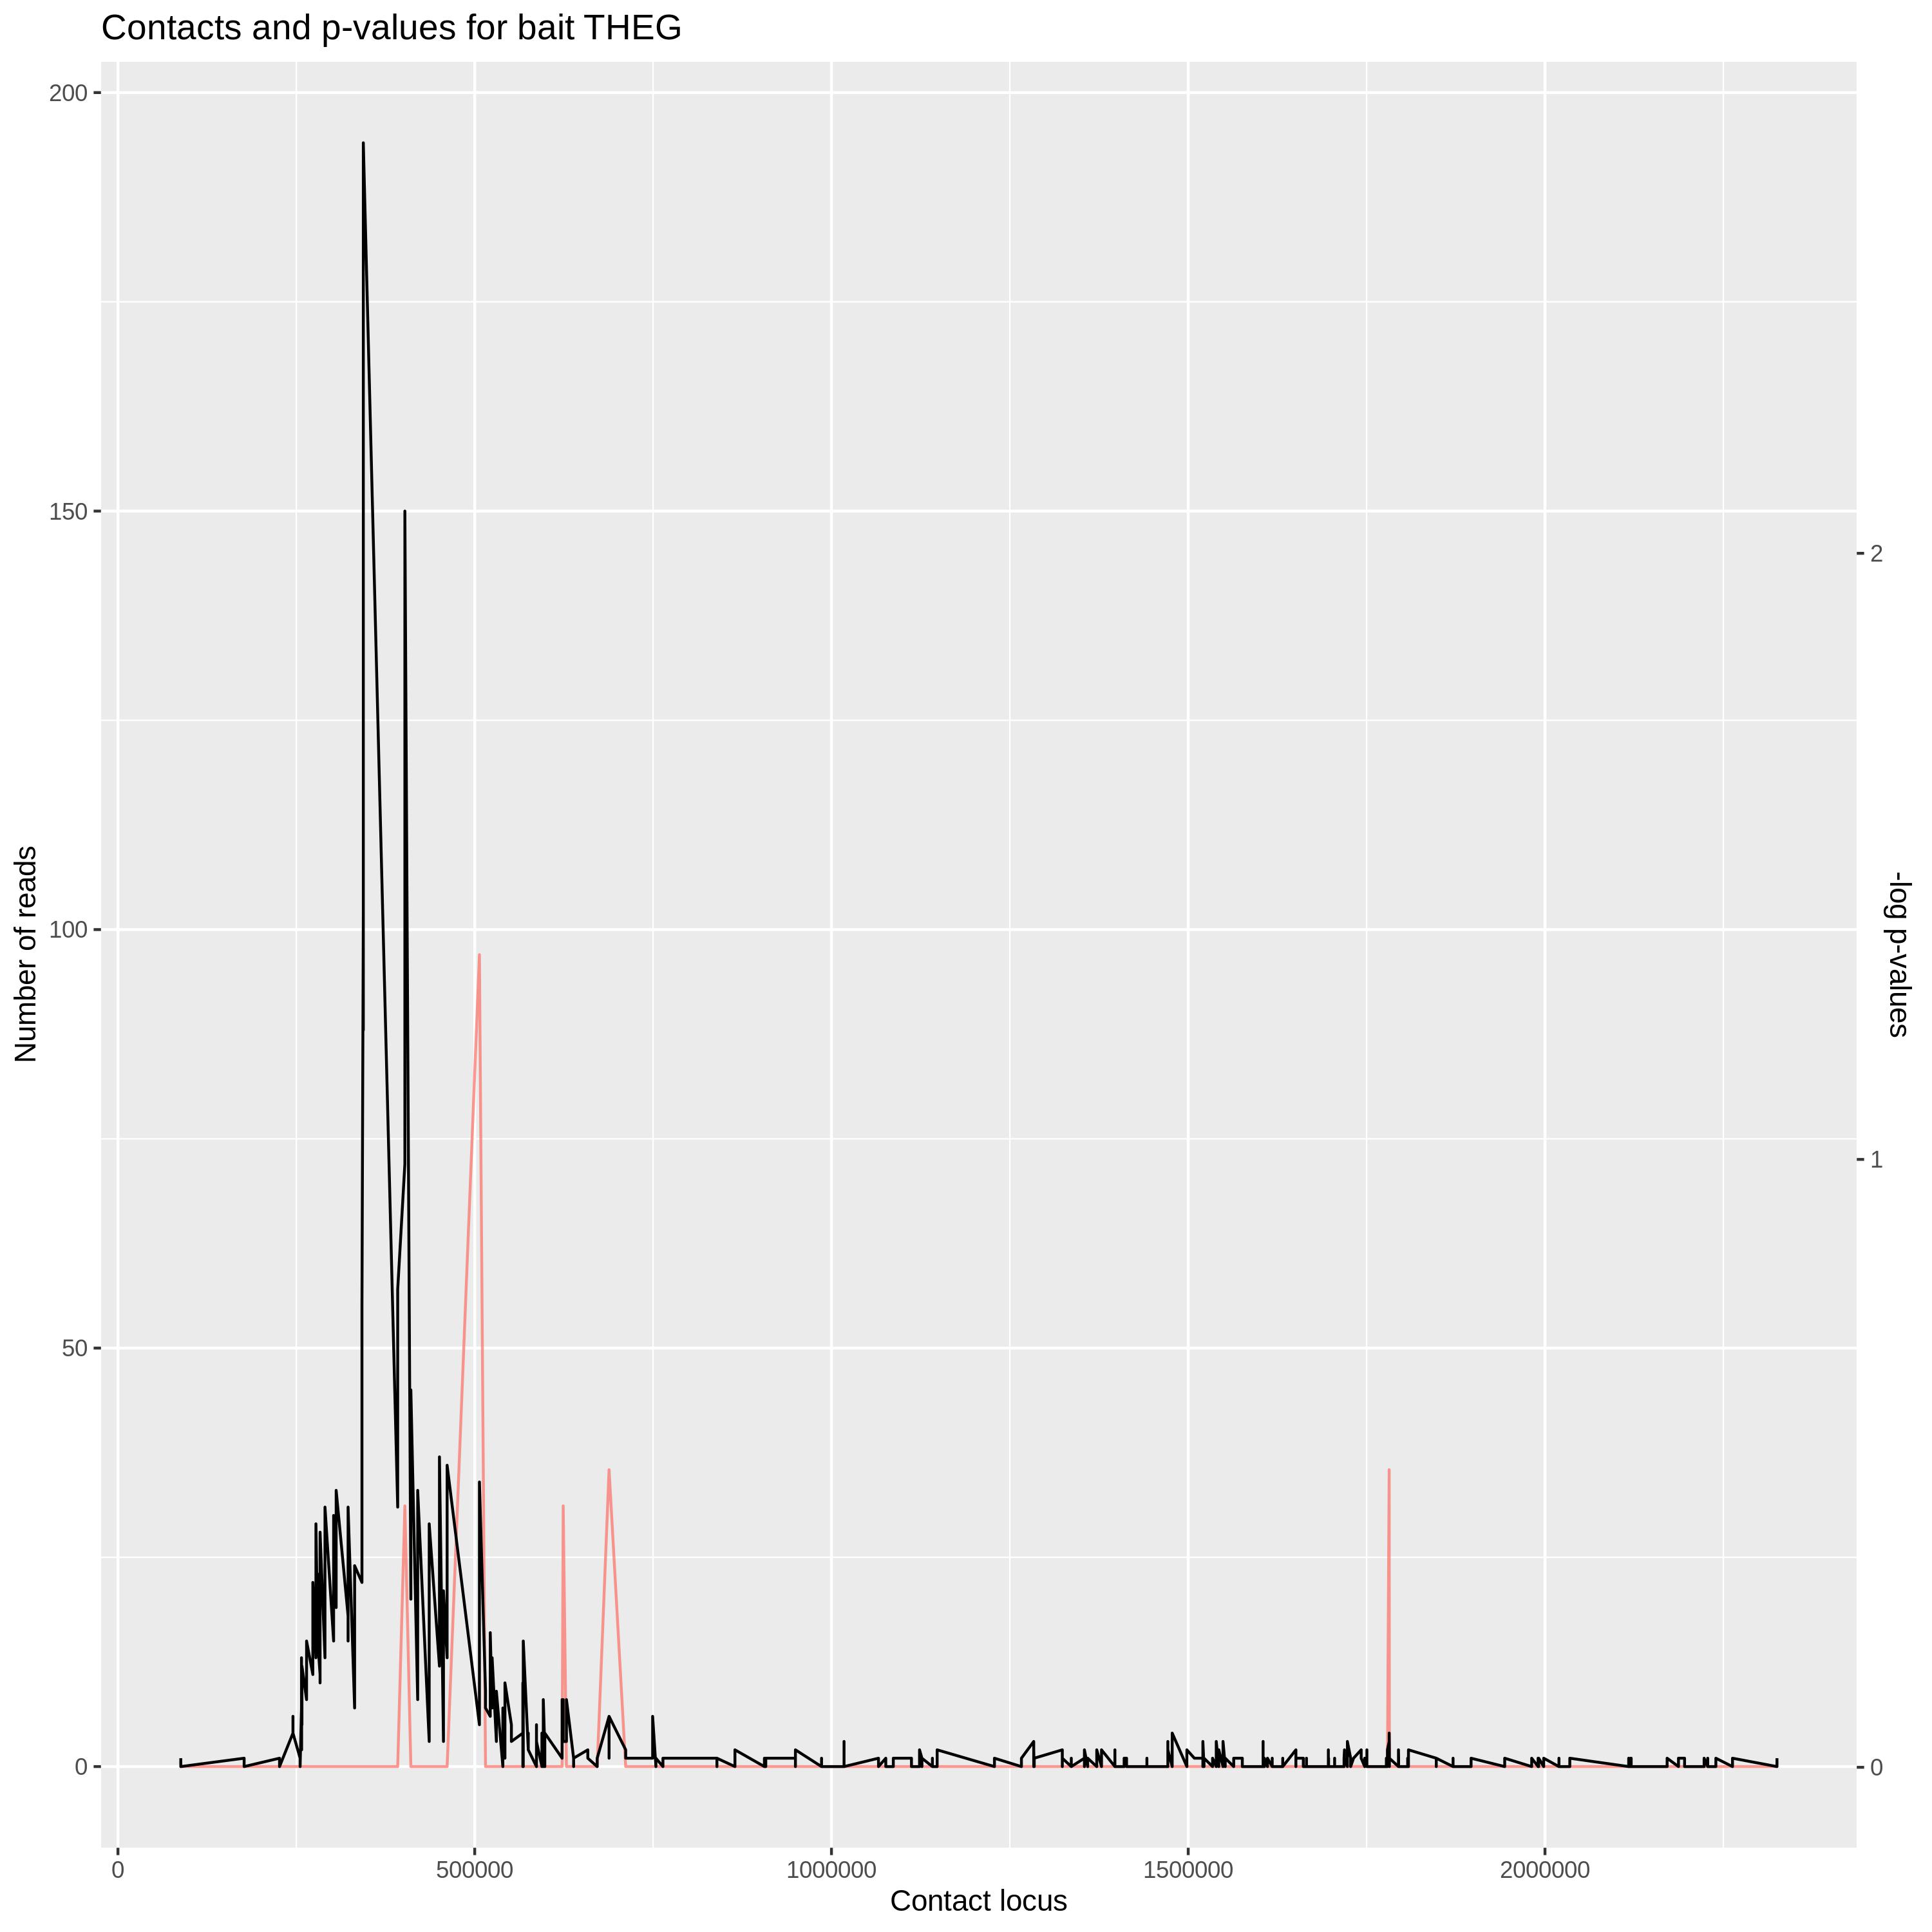 Contacts and p-values for bait THEG
200
150
100
50
0
Number of reads
2
1
0
-log p-values
0 500000 1000000 1500000 2000000
Contact locus